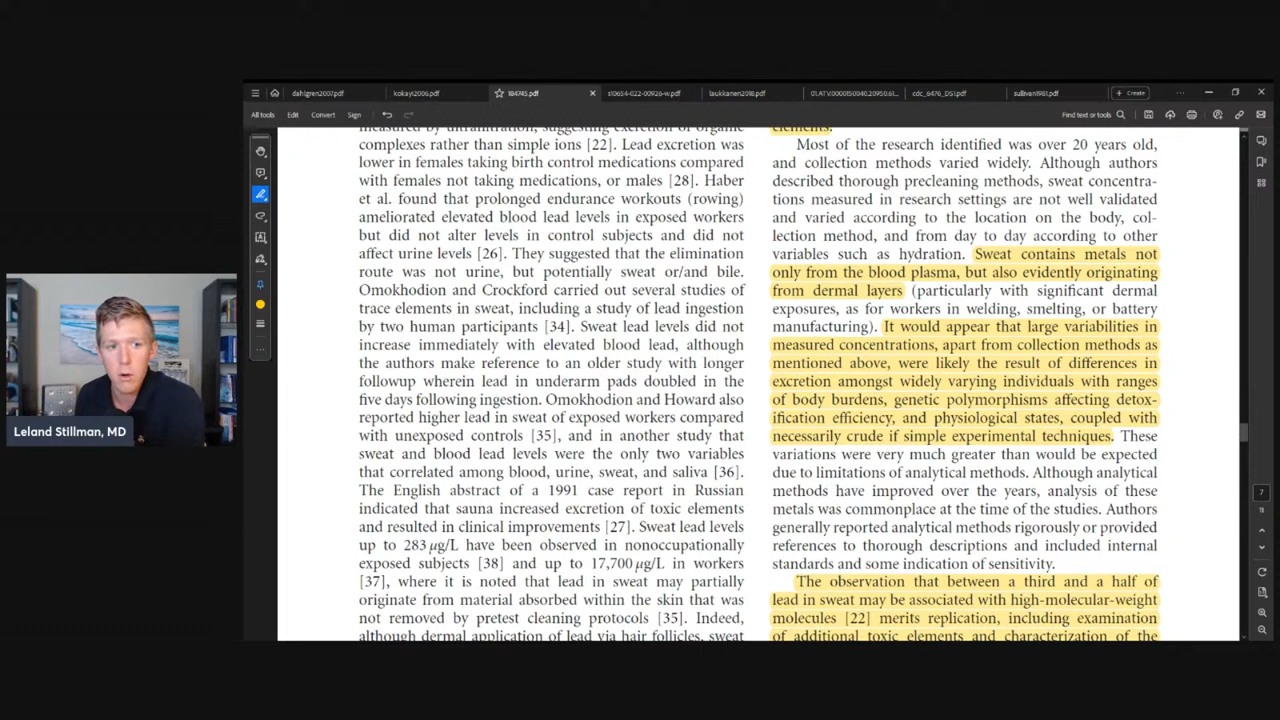 dahlgren2007.pdf
kokayi2006.pdf
184745.pdf
s10654-022-00926-w.pdf
laukkanen2018.pdf
01.ATV.0000150040.20950.61...
cdc_6476_DS1.pdf
sullivan1981.pdf
Create
All tools Edit Convert Sign
Find text or tools
measured by ultrafiltration, suggesting excretion of organic
complexes rather than simple ions [22]. Lead excretion was
lower in females taking birth control medications compared
with females not taking medications, or males [28]. Haber
et al. found that prolonged endurance workouts (rowing)
ameliorated elevated blood lead levels in exposed workers
but did not alter levels in control subjects and did not
affect urine levels [26]. They suggested that the elimination
route was not urine, but potentially sweat or/and bile.
Omokhodion and Crockford carried out several studies of
trace elements in sweat, including a study of lead ingestion
by two human participants [34]. Sweat lead levels did not
increase immediately with elevated blood lead, although
the authors make reference to an older study with longer
followup wherein lead in underarm pads doubled in the
five days following ingestion. Omokhodion and Howard also
reported higher lead in sweat of exposed workers compared
with unexposed controls [35], and in another study that
sweat and blood lead levels were the only two variables
that correlated among blood, urine, sweat, and saliva [36].
The English abstract of a 1991 case report in Russian
indicated that sauna increased excretion of toxic elements
and resulted in clinical improvements [27]. Sweat lead levels
up to 283 μg/L have been observed in nonoccupationally
exposed subjects [38] and up to 17,700 μg/L in workers
[37], where it is noted that lead in sweat may partially
originate from material absorbed within the skin that was
not removed by pretest cleaning protocols [35]. Indeed,
although dermal application of lead via hair follicles, sweat
elements.
Most of the research identified was over 20 years old,
and collection methods varied widely. Although authors
described thorough precleaning methods, sweat concentra-
tions measured in research settings are not well validated
and varied according to the location on the body, col-
lection method, and from day to day according to other
variables such as hydration. Sweat contains metals not
only from the blood plasma, but also evidently originating
from dermal layers (particularly with significant dermal
exposures, as for workers in welding, smelting, or battery
manufacturing). It would appear that large variabilities in
measured concentrations, apart from collection methods as
mentioned above, were likely the result of differences in
excretion amongst widely varying individuals with ranges
of body burdens, genetic polymorphisms affecting detox-
ification efficiency, and physiological states, coupled with
necessarily crude if simple experimental techniques. These
variations were very much greater than would be expected
due to limitations of analytical methods. Although analytical
methods have improved over the years, analysis of these
metals was commonplace at the time of the studies. Authors
generally reported analytical methods rigorously or provided
references to thorough descriptions and included internal
standards and some indication of sensitivity.
The observation that between a third and a half of
lead in sweat may be associated with high-molecular-weight
molecules [22] merits replication, including examination
of additional toxic elements and characterization of the
7
11
Leland Stillman, MD